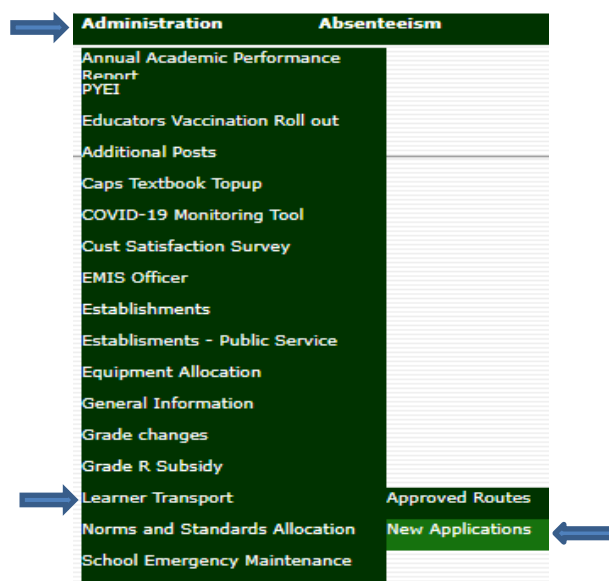 Administration Absenteeism
Annual Academic Performance
Report
PYEI
Educators Vaccination Roll out
Additional Posts
Caps Textbook Topup
COVID-19 Monitoring Tool
Cust Satisfaction Survey
EMIS Officer
Establishments
Establisments - Public Service
Equipment Allocation
General Information
Grade changes
Grade R Subsidy
Learner Transport Approved Routes
Norms and Standards Allocation New Applications
School Emergency Maintenance